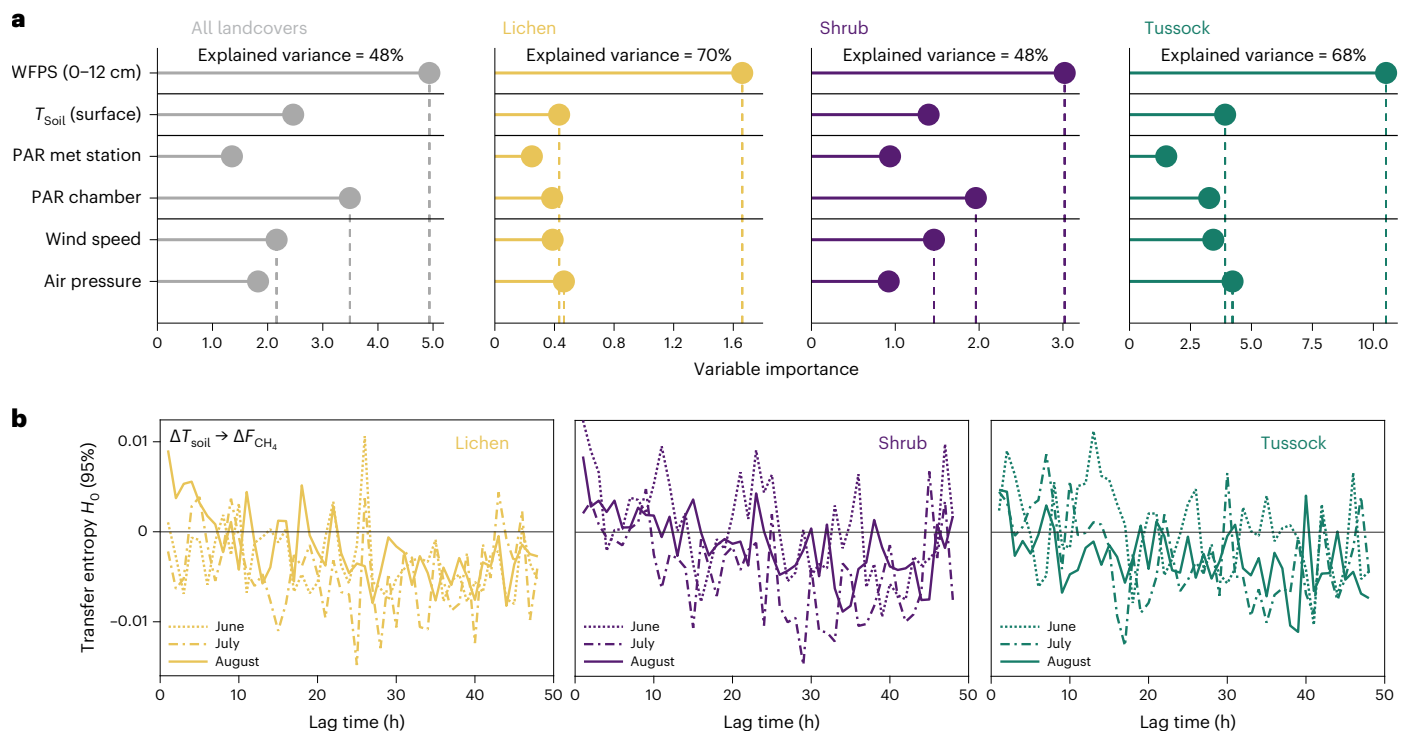 a
All landcovers
Lichen
Shrub
Tussock
Explained variance = 48%
Explained variance = 70%
Explained variance = 48%
Explained variance = 68%
WFPS (0–12 cm)
TSoil (surface)
PAR met station
PAR chamber
Wind speed
Air pressure
0 1.0 2.0 3.0 4.0 5.0
0 0.4 0.8 1.2 1.6
0 1.0 2.0 3.0
0 2.5 5.0 7.5 10.0
Variable importance
b
Transfer entropy H0 (95%)
0.01
0
−0.01
ΔTsoil → ΔFCH4
Lichen
June
July
August
0 10 20 30 40 50
Lag time (h)
Shrub
June
July
August
0 10 20 30 40 50
Lag time (h)
Tussock
June
July
August
0 10 20 30 40 50
Lag time (h)